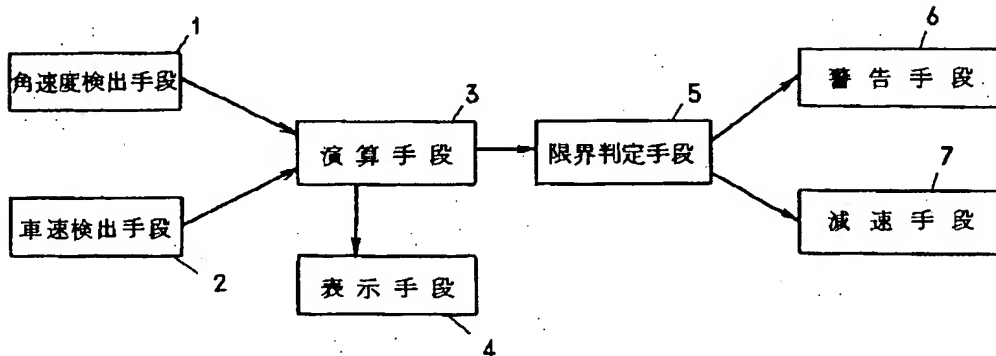 1
角速度検出手段
2
車速検出手段
3
演算手段
4
表示手段
5
限界判定手段
6
警告手段
7
減速手段